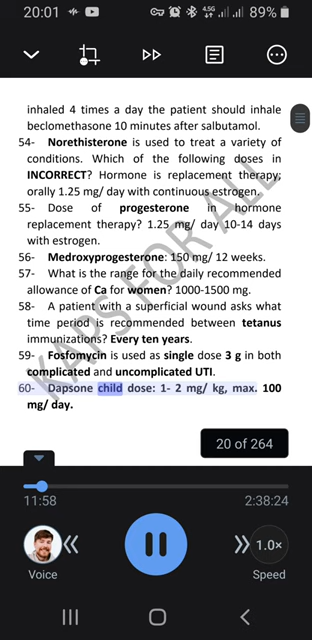 20:01
4.5G
89%
inhaled 4 times a day the patient should inhale
beclomethasone 10 minutes after salbutamol.
54- Norethisterone is used to treat a variety of
conditions. Which of the following doses in
INCORRECT? Hormone is replacement therapy;
orally 1.25 mg/ day with continuous estrogen.
55- Dose of progesterone in hormone
replacement therapy? 1.25 mg/ day 10-14 days
with estrogen.
56- Medroxyprogesterone: 150 mg/ 12 weeks.
57- What is the range for the daily recommended
allowance of Ca for women? 1000-1500 mg.
58- A patient with a superficial wound asks what
time period is recommended between tetanus
immunizations? Every ten years.
59- Fosfomycin is used as single dose 3 g in both
complicated and uncomplicated UTI.
60- Dapsone child dose: 1- 2 mg/ kg, max. 100
mg/ day.
KAPS FOR ALL
20 of 264
11:58
2:38:24
1.0×
Voice
Speed